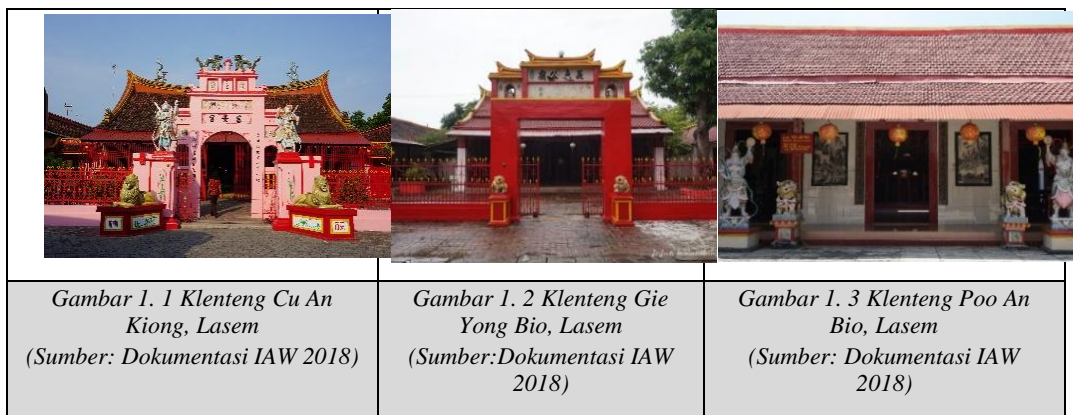 Gambar 1. 1 Klenteng Cu An
Kiong, Lasem
(Sumber: Dokumentasi IAW 2018)
Gambar 1. 2 Klenteng Gie
Yong Bio, Lasem
(Sumber:Dokumentasi IAW
2018)
Gambar 1. 3 Klenteng Poo An
Bio, Lasem
(Sumber: Dokumentasi IAW
2018)